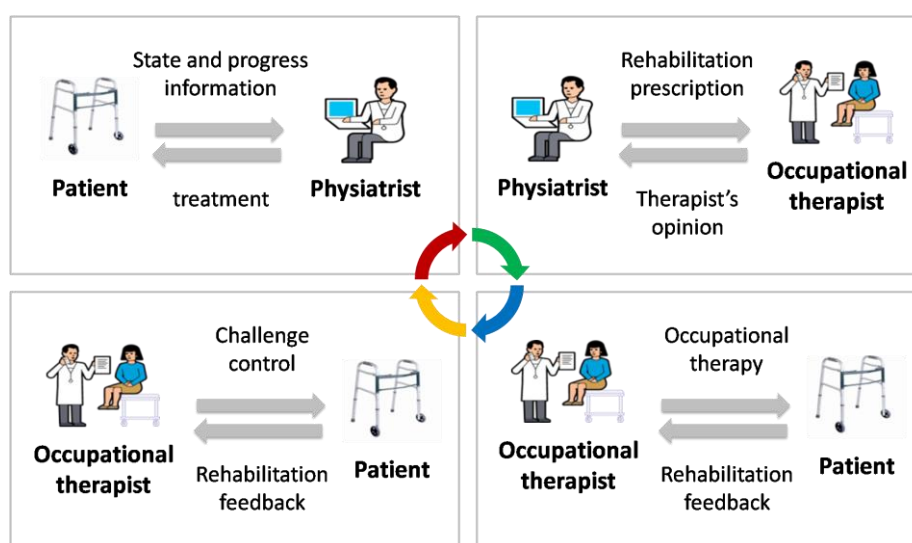 State and progress
information
Patient
Physiatrist
treatment
Rehabilitation
prescription
Physiatrist
Occupational
therapist
Therapist's
opinion
Challenge
control
Occupational
therapist
Patient
Rehabilitation
feedback
Occupational
therapy
Occupational
therapist
Patient
Rehabilitation
feedback